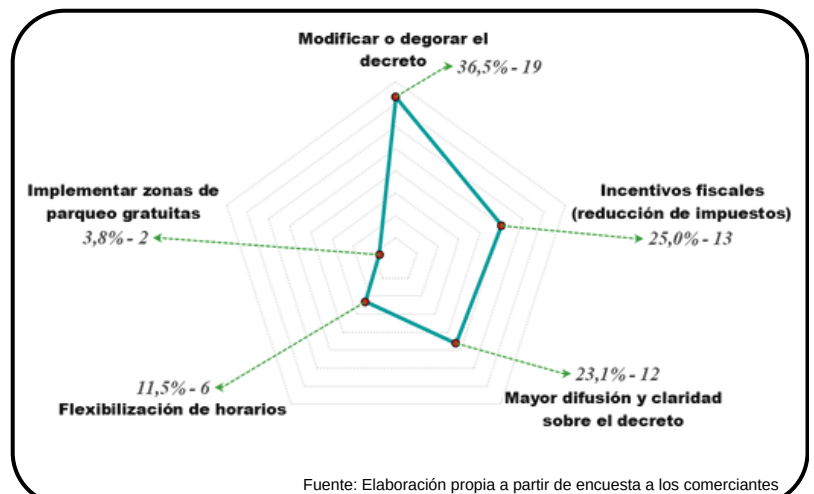 Modificar o degorar el
decreto
36,5% - 19
Implementar zonas de
parqueo gratuitas
3,8% - 2
Incentivos fiscales
(reducción de impuestos)
25,0% - 13
11,5% - 6
Flexibilización de horarios
23,1% - 12
Mayor difusión y claridad
sobre el decreto
Fuente: Elaboración propia a partir de encuesta a los comerciantes